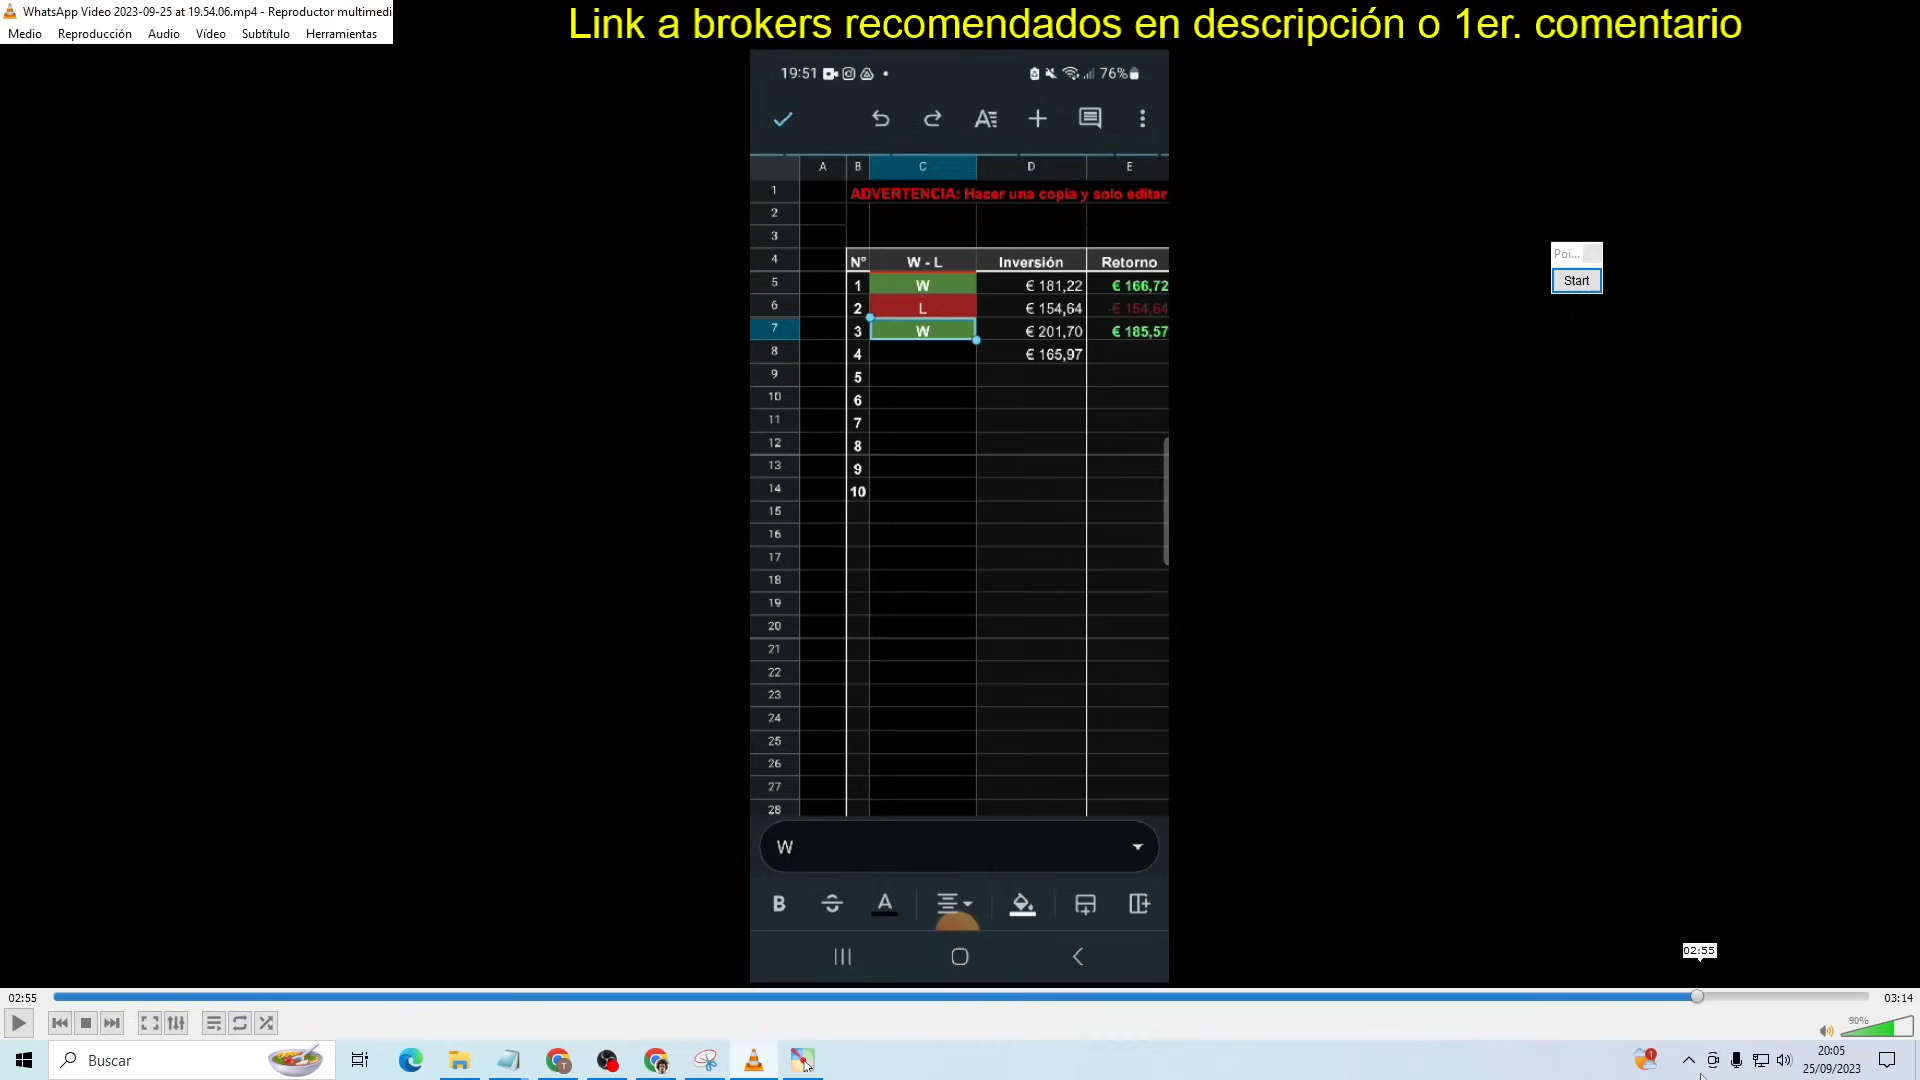 WhatsApp Video 2023-09-25 at 19.54.06.mp4 - Reproductor multimedi
Medio Reproducción Audio Vídeo Subtítulo Herramientas
Link a brokers recomendados en descripción o 1er. comentario
19:51 76%
A B C D E
1 ADVERTENCIA: Hacer una copia y solo editar
2
3
4 N° W - L Inversión Retorno
5 1 W € 181,22 € 166,72
6 2 L € 154,64 -€ 154,64
7 3 W € 201,70 € 185,57
8 4 € 165,97
9 5
10 6
11 7
12 8
13 9
14 10
15
16
17
18
19
20
21
22
23
24
25
26
27
28
Poi...
Start
W
B A
02:55
02:55 03:14
90%
Buscar
1
20:05
25/09/2023